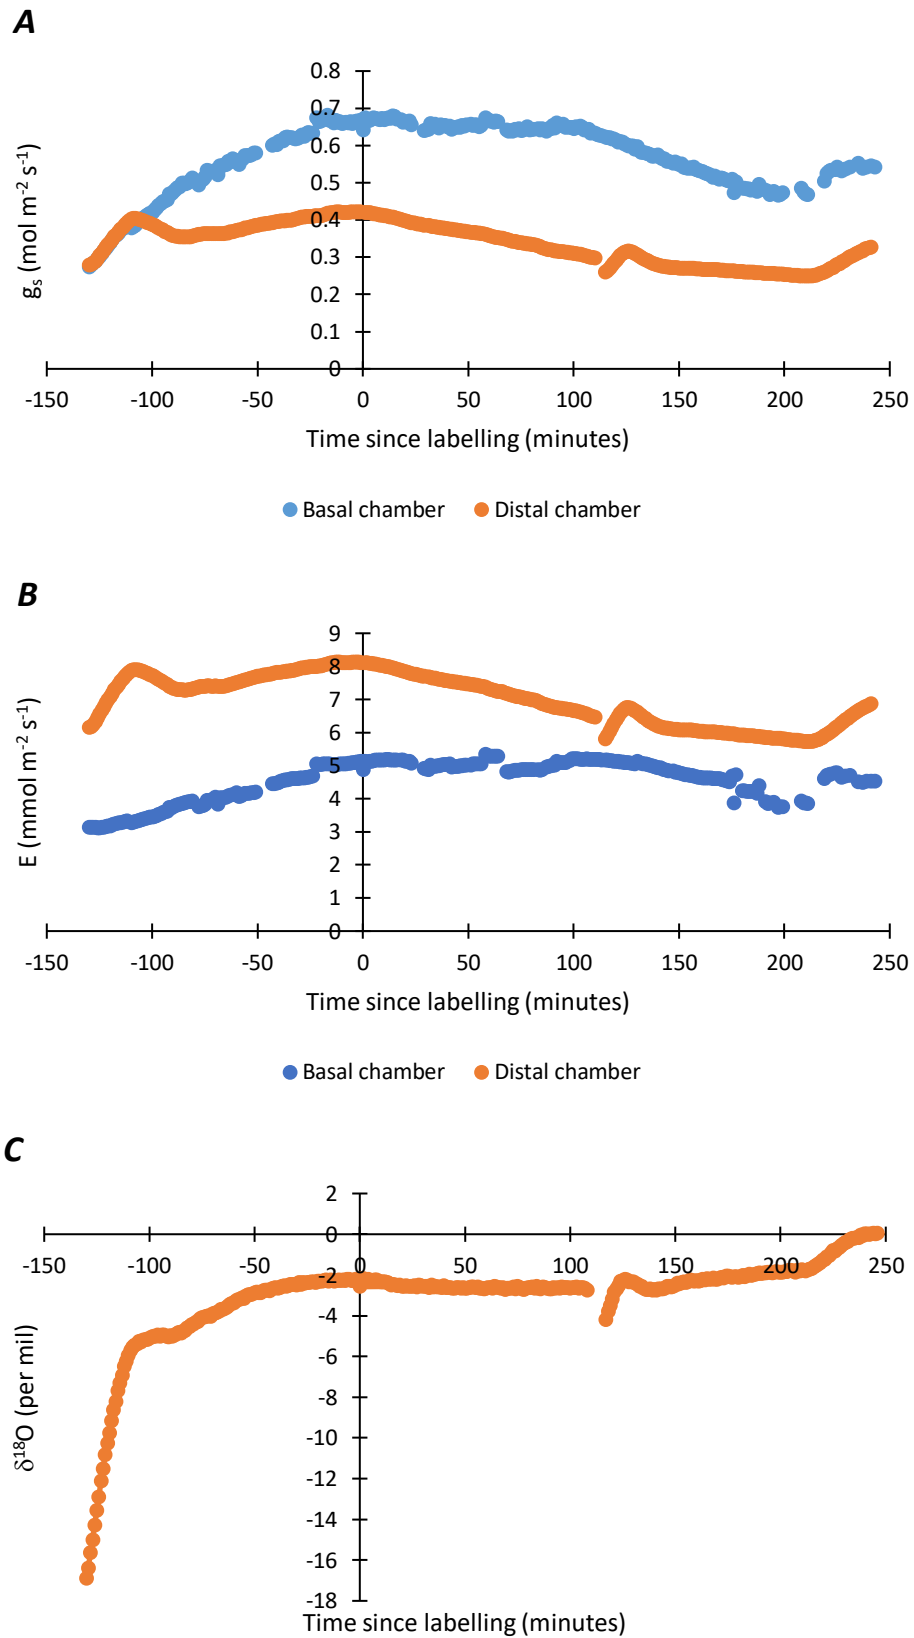 A
0.8
0.7
0.6
0.5
0.4
0.3
0.2
0.1
0
gs (mol m-2 s-1)
-150 -100 -50 0 50 100 150 200 250
Time since labelling (minutes)
Basal chamber Distal chamber
B
9
8
7
6
5
4
3
2
1
0
E (mmol m-2 s-1)
-150 -100 -50 0 50 100 150 200 250
Time since labelling (minutes)
Basal chamber Distal chamber
C
2
0
-150 -100 -50 0 50 100 150 200 250
-2
-4
-6
-8
-10
-12
-14
-16
-18
δ18O (per mil)
Time since labelling (minutes)